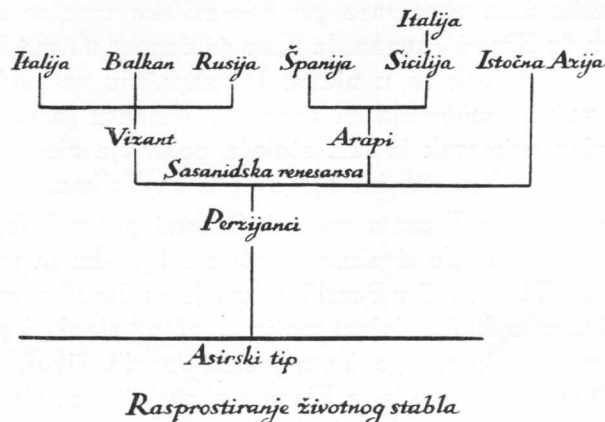 Italija
Italija Balkan Rusija Španija Sicilija Istočna Azija
Vizant Arapi
Sasanidska renesansa
Perzijanci
Asirski tip
Rasprostiranje životnog stabla